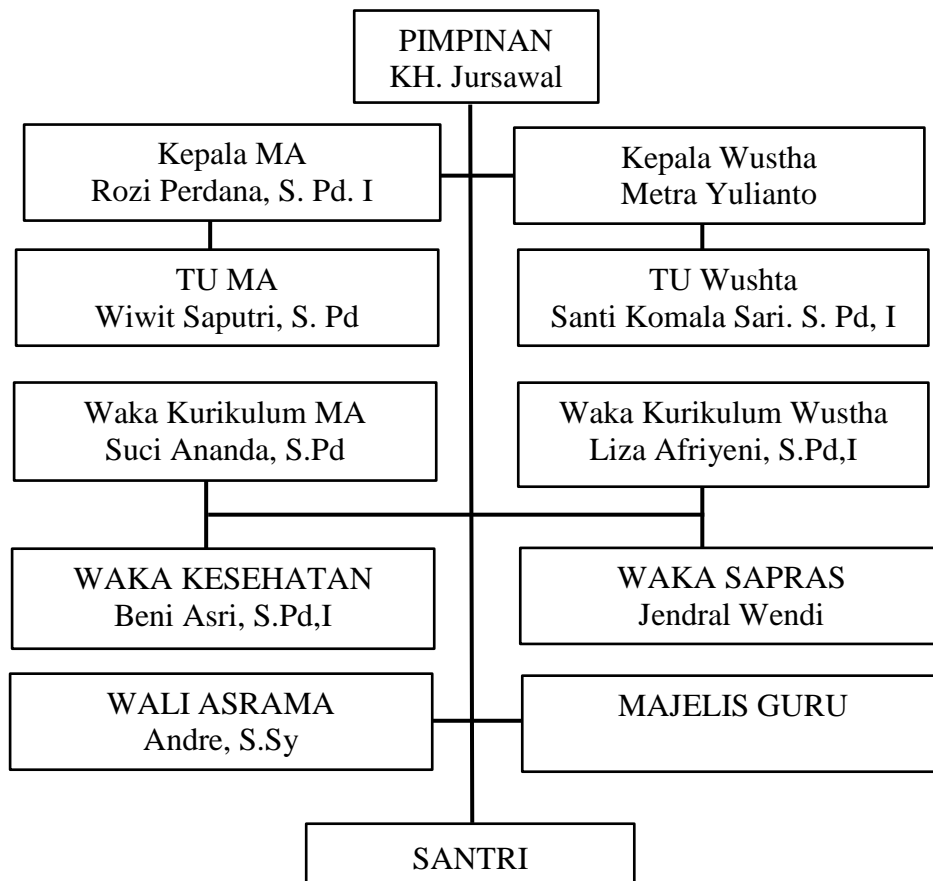 PIMPINAN
KH. Jursawal
Kepala MA
Rozi Perdana, S. Pd. I
Kepala Wustha
Metra Yulianto
TU MA
Wiwit Saputri, S. Pd
TU Wushta
Santi Komala Sari. S. Pd, I
Waka Kurikulum MA
Suci Ananda, S.Pd
Waka Kurikulum Wustha
Liza Afriyeni, S.Pd,I
WAKA KESEHATAN
Beni Asri, S.Pd,I
WAKA SAPRAS
Jendral Wendi
WALI ASRAMA
Andre, S.Sy
MAJELIS GURU
SANTRI